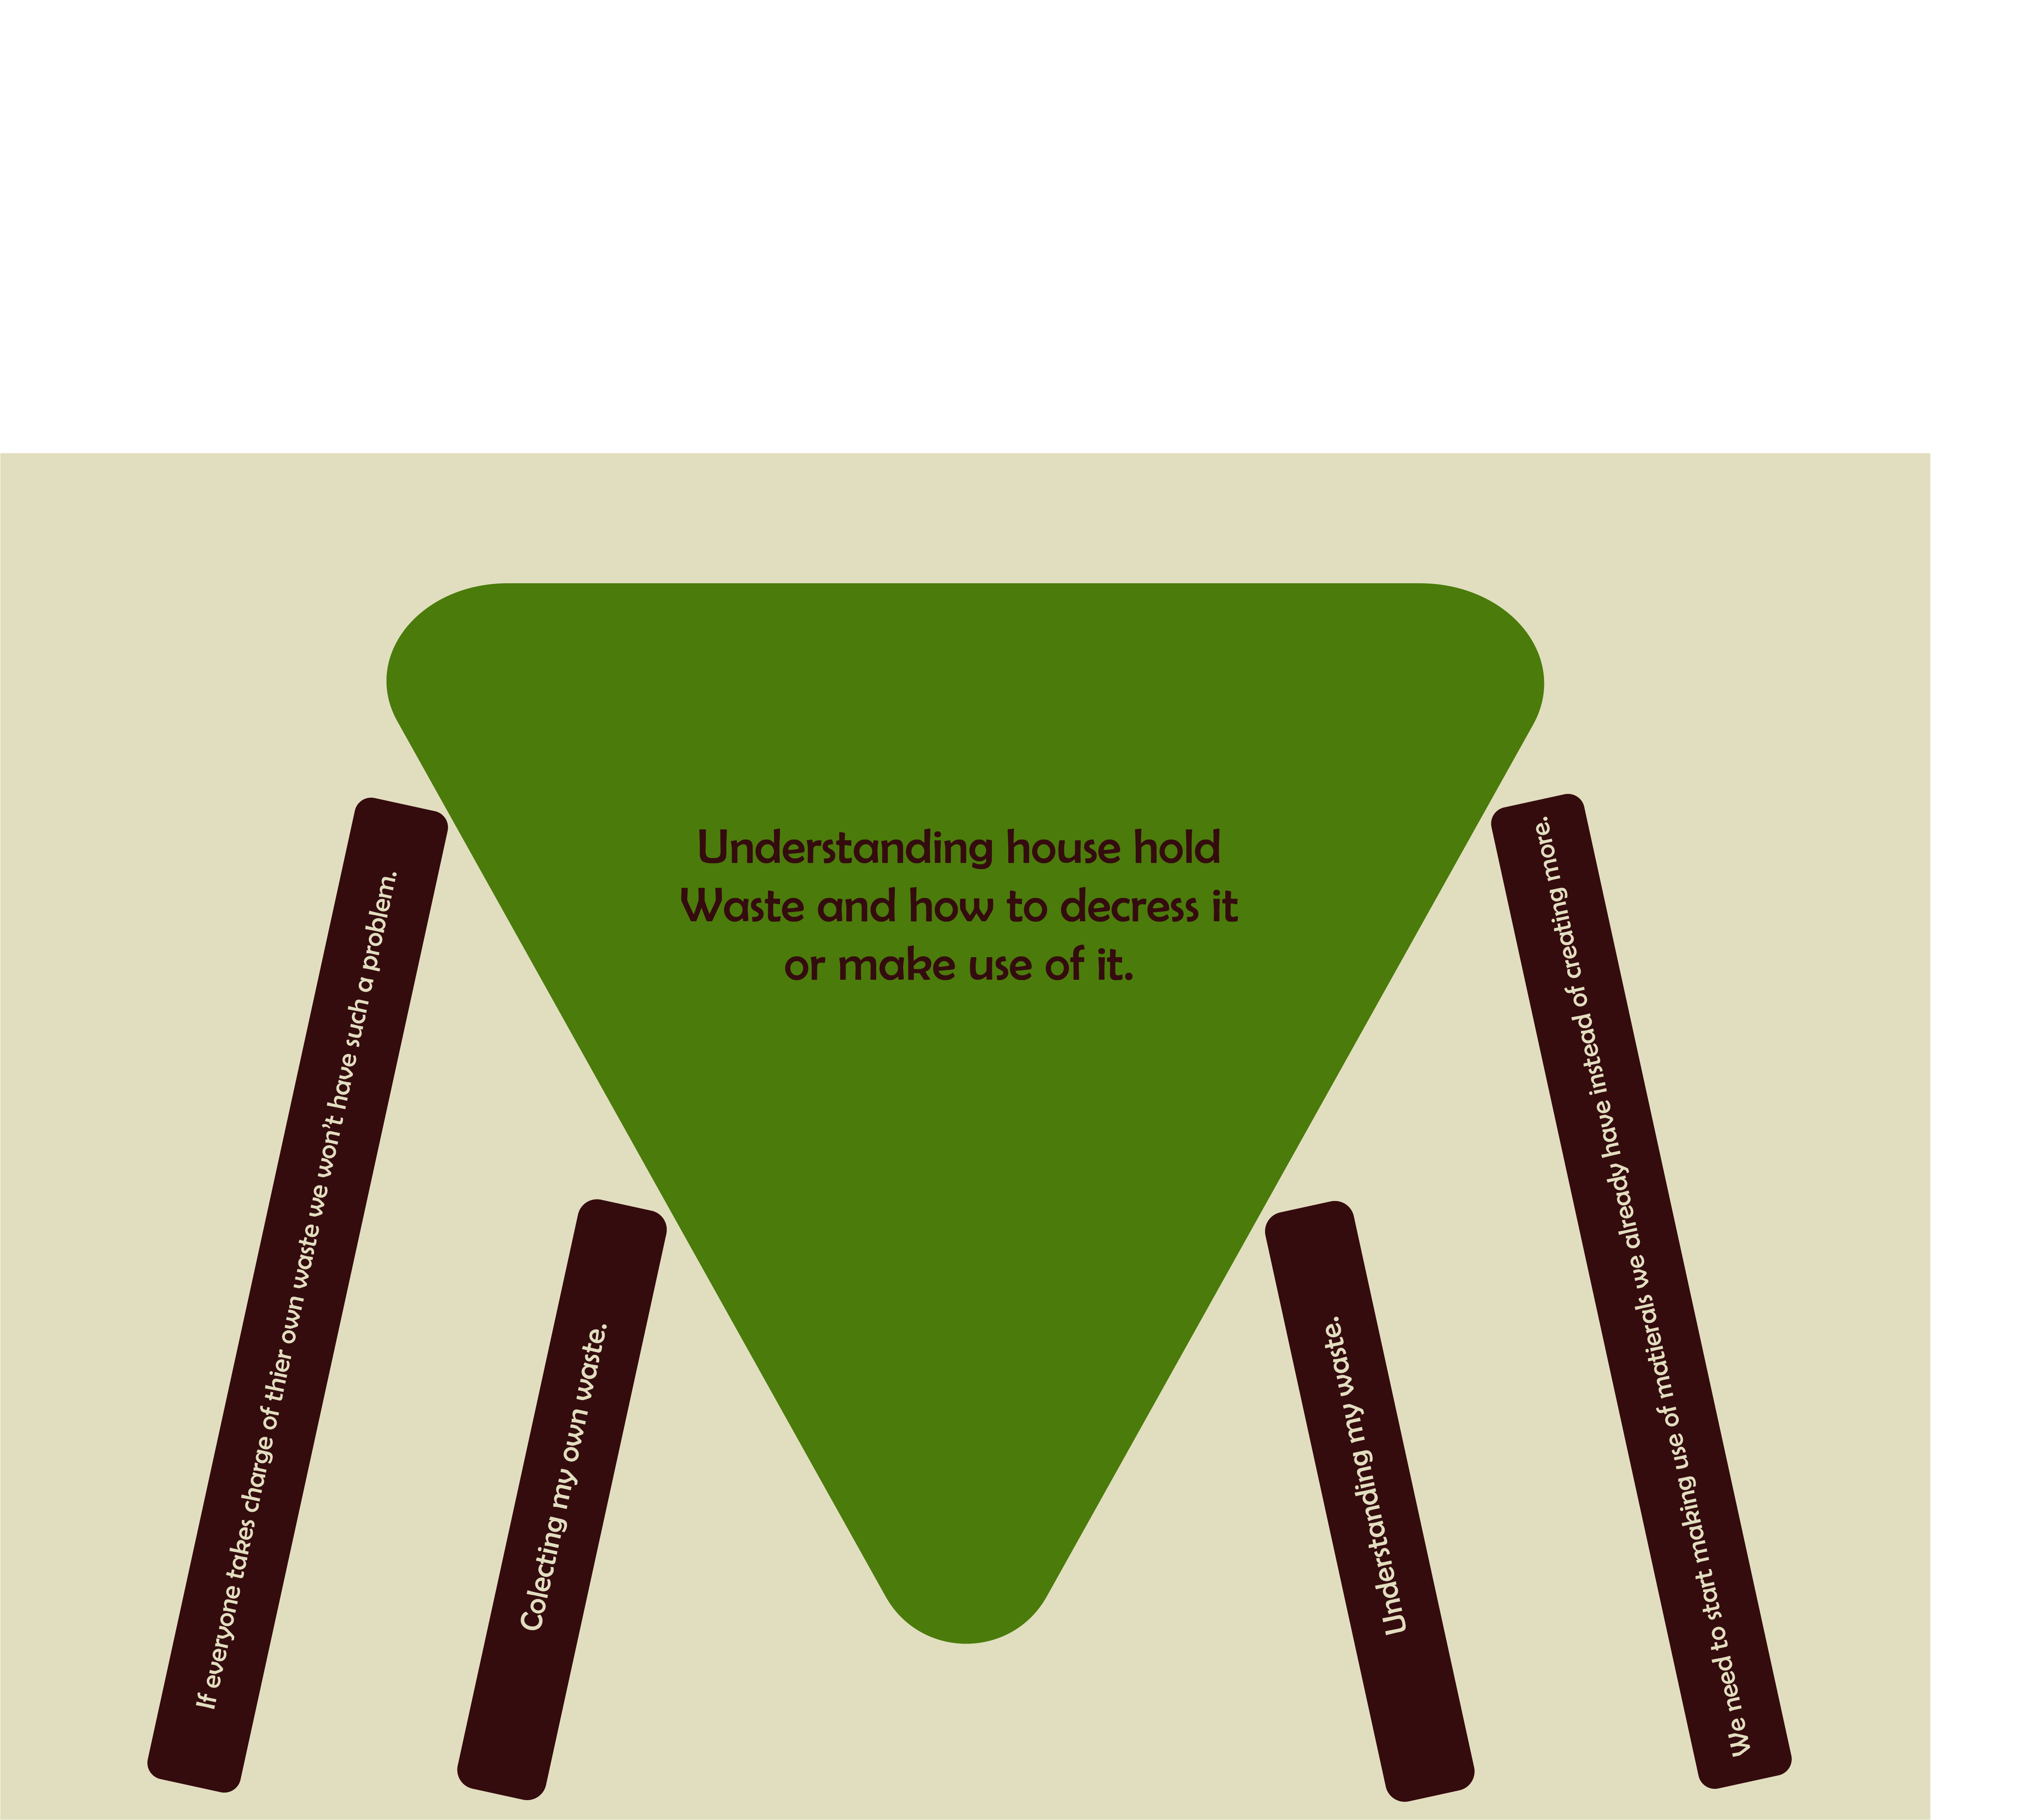 Understanding house hold
Waste and how to decress it
or make use of it.
If everyone takes charge of thier own waste we won't have such a problem.
Colecting my own waste.
Understanding my waste.
We need to start making use of matierals we already have instead of creating more.